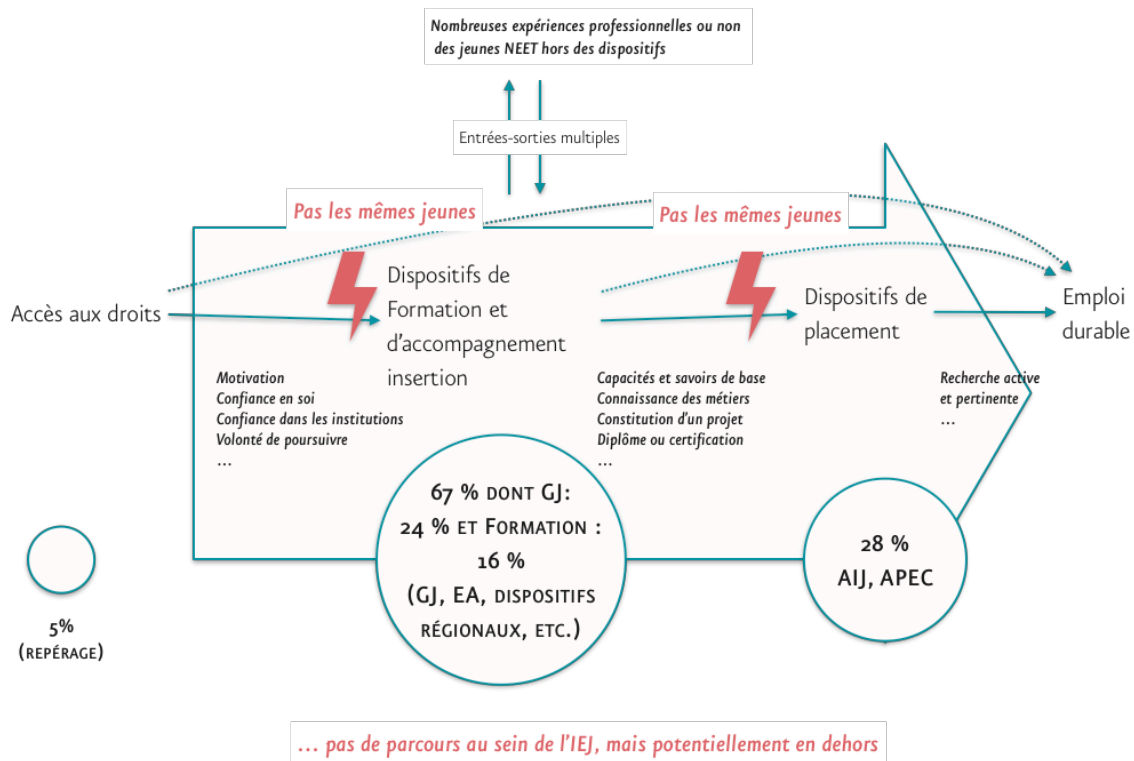 Nombreuses expériences professionnelles ou non
des jeunes NEET hors des dispositifs
Entrées-sorties multiples
Pas les mêmes jeunes
Pas les mêmes jeunes
Accès aux droits
Dispositifs de
Formation et
d'accompagnement
insertion
Dispositifs de
placement
Emploi
durable
Motivation
Confiance en soi
Confiance dans les institutions
Volonté de poursuivre
...
Capacités et savoirs de base
Connaissance des métiers
Constitution d'un projet
Diplôme ou certification
...
Recherche active
et pertinente
...
5%
(REPÉRAGE)
67 % DONT GJ:
24 % ET FORMATION :
16 %
(GJ, EA, DISPOSITIFS
RÉGIONAUX, ETC.)
28 %
AIJ, APEC
... pas de parcours au sein de l'IEJ, mais potentiellement en dehors